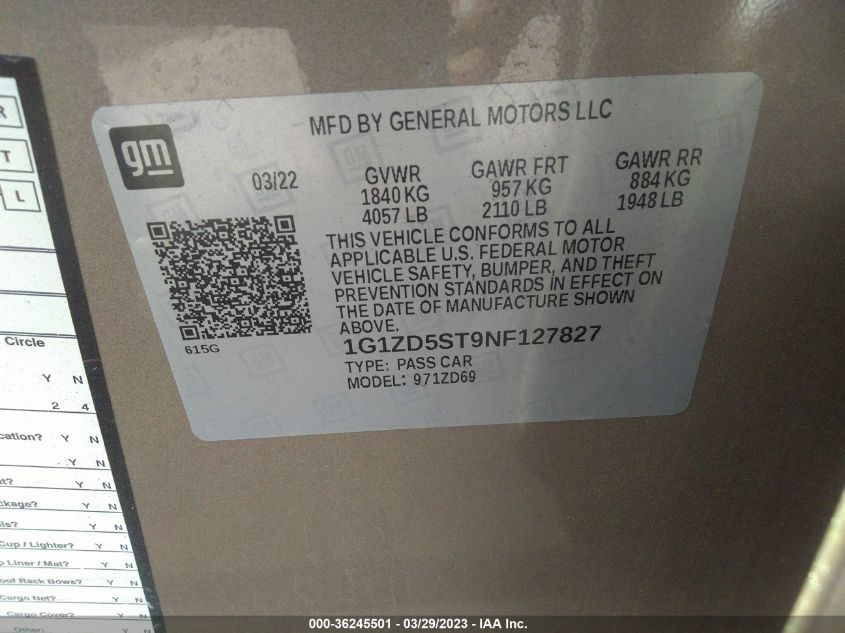 MFD BY GENERAL MOTORS LLC
gm
03/22
GVWR
1840 KG
4057 LB
GAWR FRT
957 KG
2110 LB
GAWR RR
884 KG
1948 LB
THIS VEHICLE CONFORMS TO ALL
APPLICABLE U.S. FEDERAL MOTOR
VEHICLE SAFETY, BUMPER, AND THEFT
PREVENTION STANDARDS IN EFFECT ON
THE DATE OF MANUFACTURE SHOWN
ABOVE.
615G
1G1ZD5ST9NF127827
TYPE: PASS CAR
MODEL: 971ZD69
R
T
L
Circle
Y N
2 4
cation? Y N
Y N
t? Y N
ckage? Y N
ls? Y N
Cup / Lighter? Y N
Liner / Mat? Y N
oof Rack Bows? Y N
Cargo Net? Y N
Cargo Cover? Y N
Other: Y N
000-36245501 - 03/29/2023 - IAA Inc.